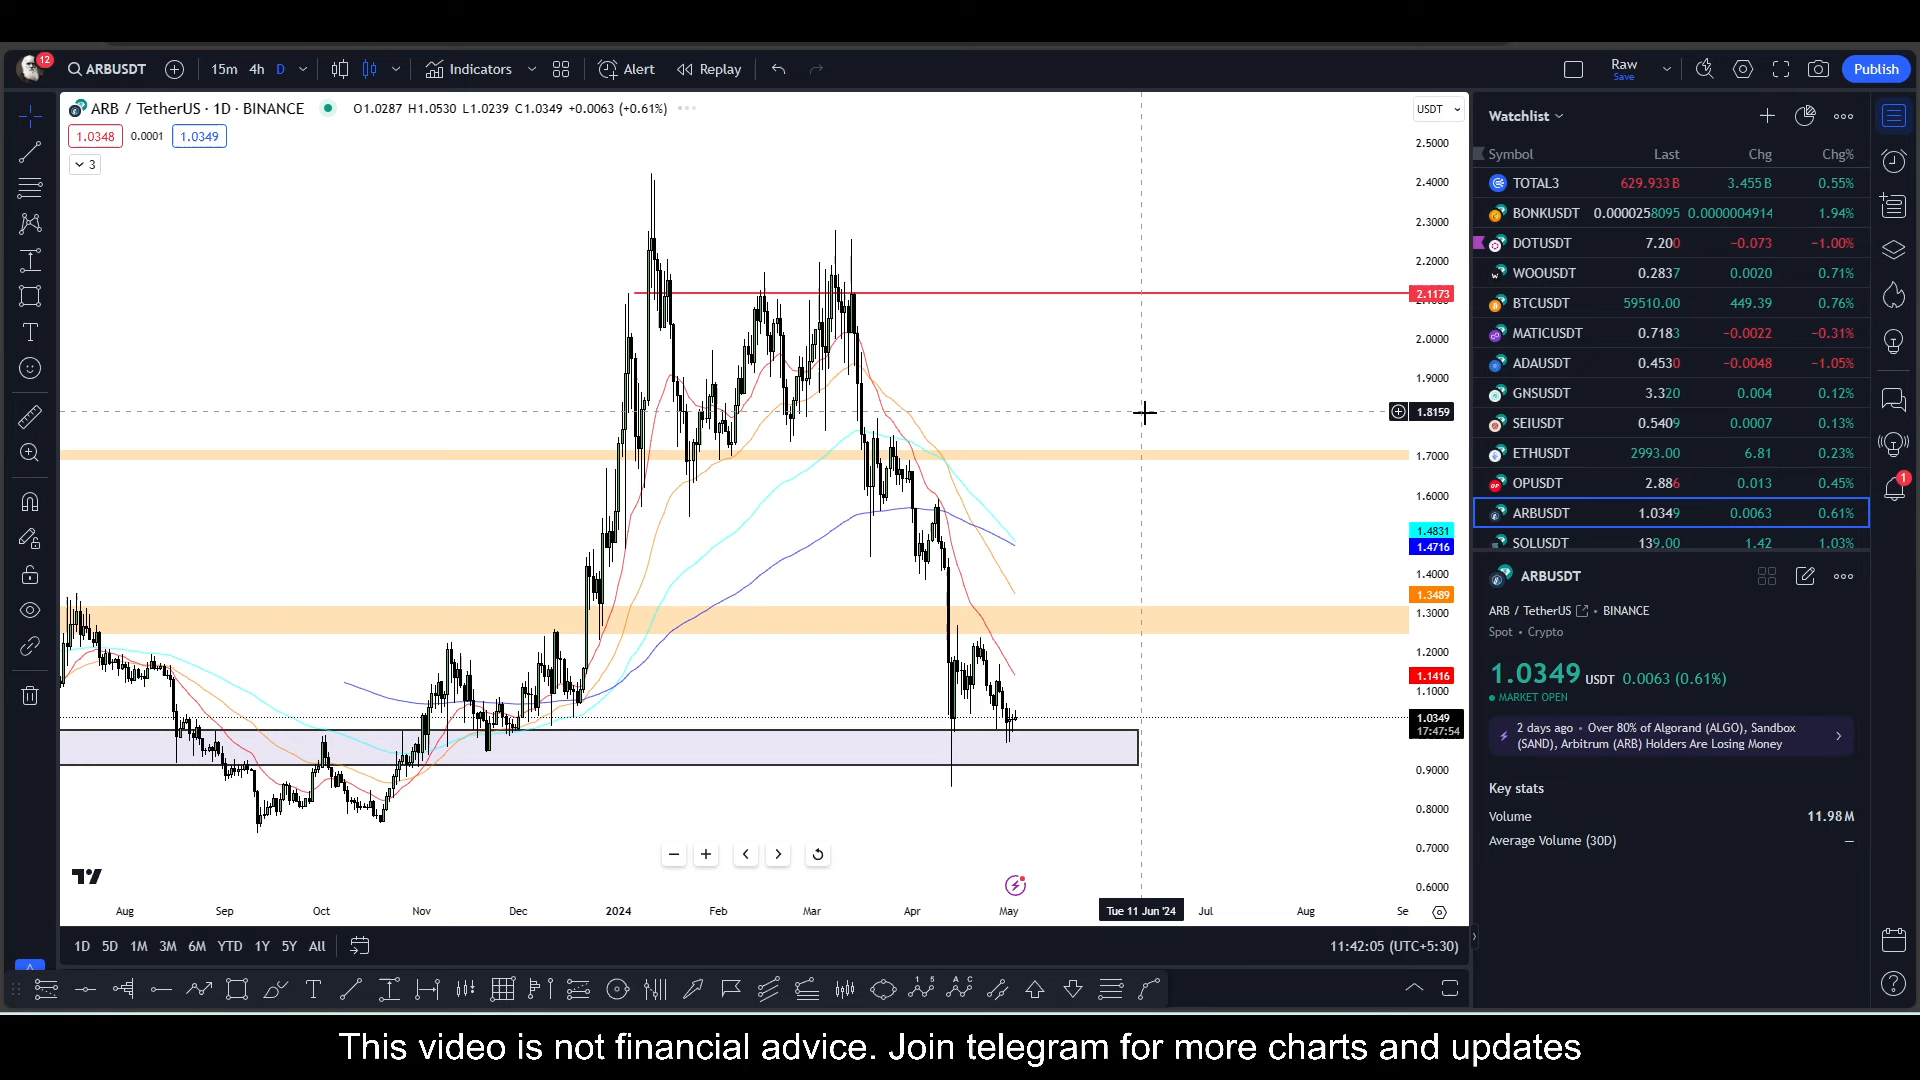 12
ARBUSDT
15m 4h D
Indicators
Alert
Replay
Raw
Save
Publish
ARB / TetherUS · 1D · BINANCE
O1.0287 H1.0530 L1.0239 C1.0349 +0.0063 (+0.61%)
USDT
1.0348 0.0001 1.0349
3
2.5000
2.4000
2.3000
2.2000
2.1173
2.0000
1.9000
1.8159
1.7000
1.6000
1.4831
1.4716
1.4000
1.3489
1.3000
1.2000
1.1416
1.1000
1.0349
17:47:54
0.9000
0.8000
0.7000
0.6000
Aug Sep Oct Nov Dec 2024 Feb Mar Apr May Tue 11 Jun '24 Jul Aug Se
1D 5D 1M 3M 6M YTD 1Y 5Y All
11:42:05 (UTC+5:30)
Watchlist
Symbol Last Chg Chg%
TOTAL3 629.933B 3.455B 0.55%
BONKUSDT 0.0000258095 0.0000004914 1.94%
DOTUSDT 7.200 −0.073 −1.00%
WOOUSDT 0.2837 0.0020 0.71%
BTCUSDT 59510.00 449.39 0.76%
MATICUSDT 0.7183 −0.0022 −0.31%
ADAUSDT 0.4530 −0.0048 −1.05%
GNSUSDT 3.320 0.004 0.12%
SEIUSDT 0.5409 0.0007 0.13%
ETHUSDT 2993.00 6.81 0.23%
OPUSDT 2.886 0.013 0.45%
ARBUSDT 1.0349 0.0063 0.61%
SOLUSDT 139.00 1.42 1.03%
ARBUSDT
ARB / TetherUS • BINANCE
Spot • Crypto
1.0349 USDT 0.0063 (0.61%)
MARKET OPEN
2 days ago • Over 80% of Algorand (ALGO), Sandbox
(SAND), Arbitrum (ARB) Holders Are Losing Money
Key stats
Volume 11.98M
Average Volume (30D) —
1
This video is not financial advice. Join telegram for more charts and updates